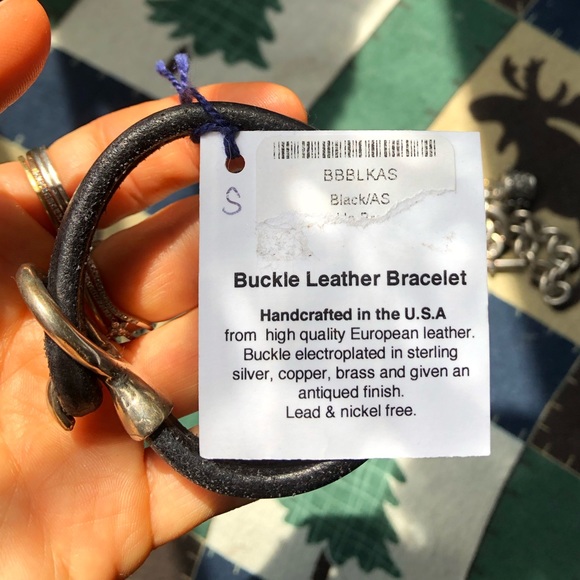 BBBLKAS
Black/AS
S
Buckle Leather Bracelet
Handcrafted in the U.S.A
from high quality European leather.
Buckle electroplated in sterling
silver, copper, brass and given an
antiqued finish.
Lead & nickel free.